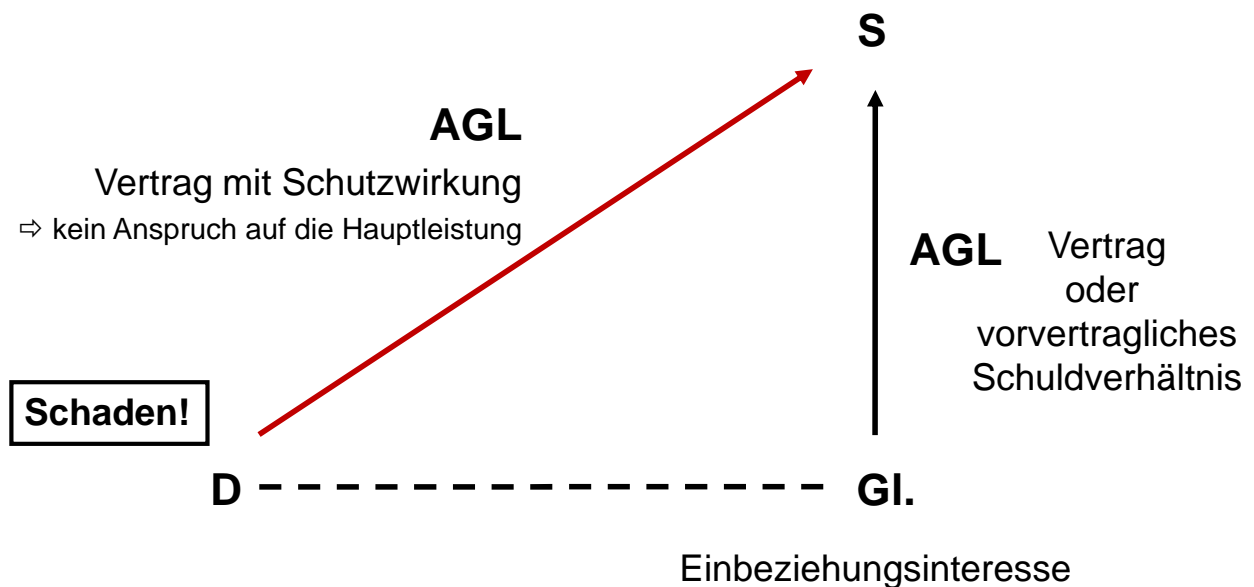 S
AGL
Vertrag mit Schutzwirkung
⇨ kein Anspruch auf die Hauptleistung
AGL Vertrag
oder
vorvertragliches
Schuldverhältnis
Schaden!
D
Gl.
Einbeziehungsinteresse